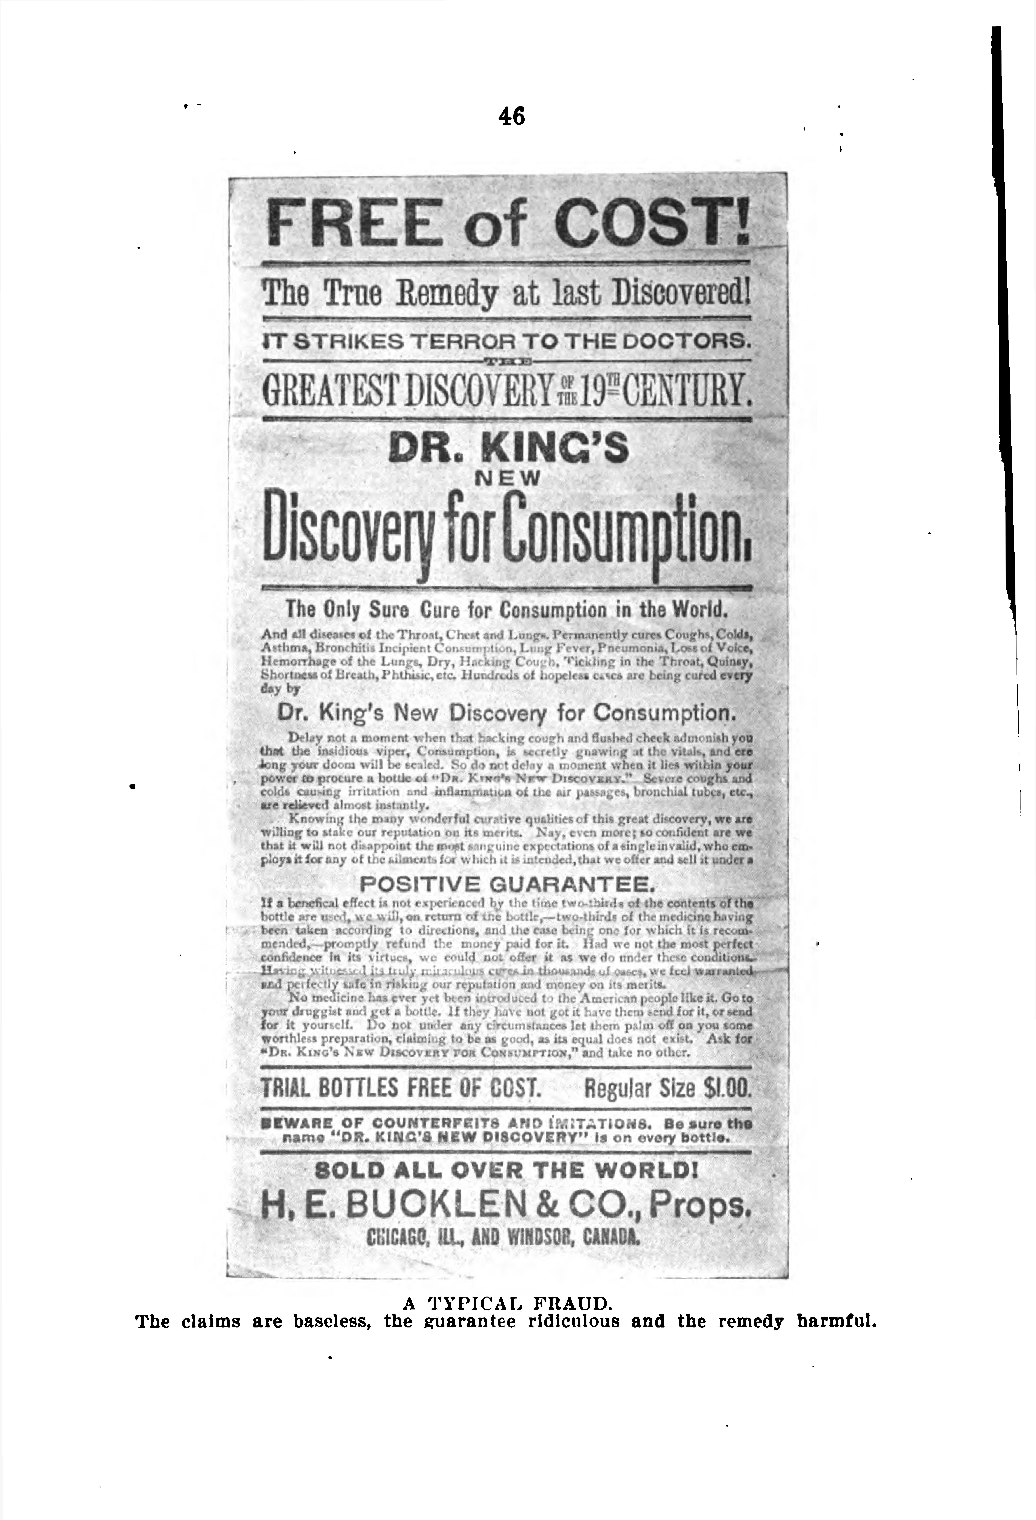 46
FREE of COST!
The True Remedy at last Discovered!
IT STRIKES TERROR TO THE DOCTORS.
THE
GREATEST DISCOVERY OF THE 19TH CENTURY.
DR. KING'S
NEW
Discovery for Consumption.
The Only Sure Cure for Consumption in the World.
And all diseases of the Throat, Chest and Lungs. Permanently cures Coughs, Colds,
Asthma, Bronchitis Incipient Consumption, Lung Fever, Pneumonia, Loss of Voice,
Hemorrhage of the Lungs, Dry, Hacking Cough, Tickling in the Throat, Quinsy,
Shortness of Breath, Phthisic, etc. Hundreds of hopeless cases are being cured every
day by
Dr. King's New Discovery for Consumption.
Delay not a moment when that hacking cough and flushed cheek admonish you
that the insidious viper, Consumption, is secretly gnawing at the vitals, and ere
long your doom will be sealed. So do not delay a moment when it lies within your
power to procure a bottle of "DR. KING'S NEW DISCOVERY." Severe coughs and
colds causing irritation and inflammation of the air passages, bronchial tubes, etc.,
are relieved almost instantly.
Knowing the many wonderful curative qualities of this great discovery, we are
willing to stake our reputation on its merits. Nay, even more; so confident are we
that it will not disappoint the most sanguine expectations of a single invalid, who em-
ploys it for any of the ailments for which it is intended, that we offer and sell it under a
POSITIVE GUARANTEE.
If a benefical effect is not experienced by the time two-thirds of the contents of the
bottle are used, we will, on return of the bottle,—two-thirds of the medicine having
been taken according to directions, and the case being one for which it is recom-
mended,—promptly refund the money paid for it. Had we not the most perfect
confidence in its virtues, we could not offer it as we do under these conditions.
Having witnessed its truly miraculous cures in thousands of cases, we feel warranted
and perfectly safe in risking our reputation and money on its merits.
No medicine has ever yet been introduced to the American people like it. Go to
your druggist and get a bottle. If they have not got it have them send for it, or send
for it yourself. Do not under any circumstances let them palm off on you some
worthless preparation, claiming to be as good, as its equal does not exist. Ask for
"DR. KING'S NEW DISCOVERY FOR CONSUMPTION," and take no other.
TRIAL BOTTLES FREE OF COST. Regular Size $1.00.
BEWARE OF COUNTERFEITS AND IMITATIONS. Be sure the
name "DR. KING'S NEW DISCOVERY" is on every bottle.
SOLD ALL OVER THE WORLD!
H. E. BUCKLEN & CO., Props.
CHICAGO, ILL., AND WINDSOR, CANADA.
A TYPICAL FRAUD.
The claims are baseless, the guarantee ridiculous and the remedy harmful.